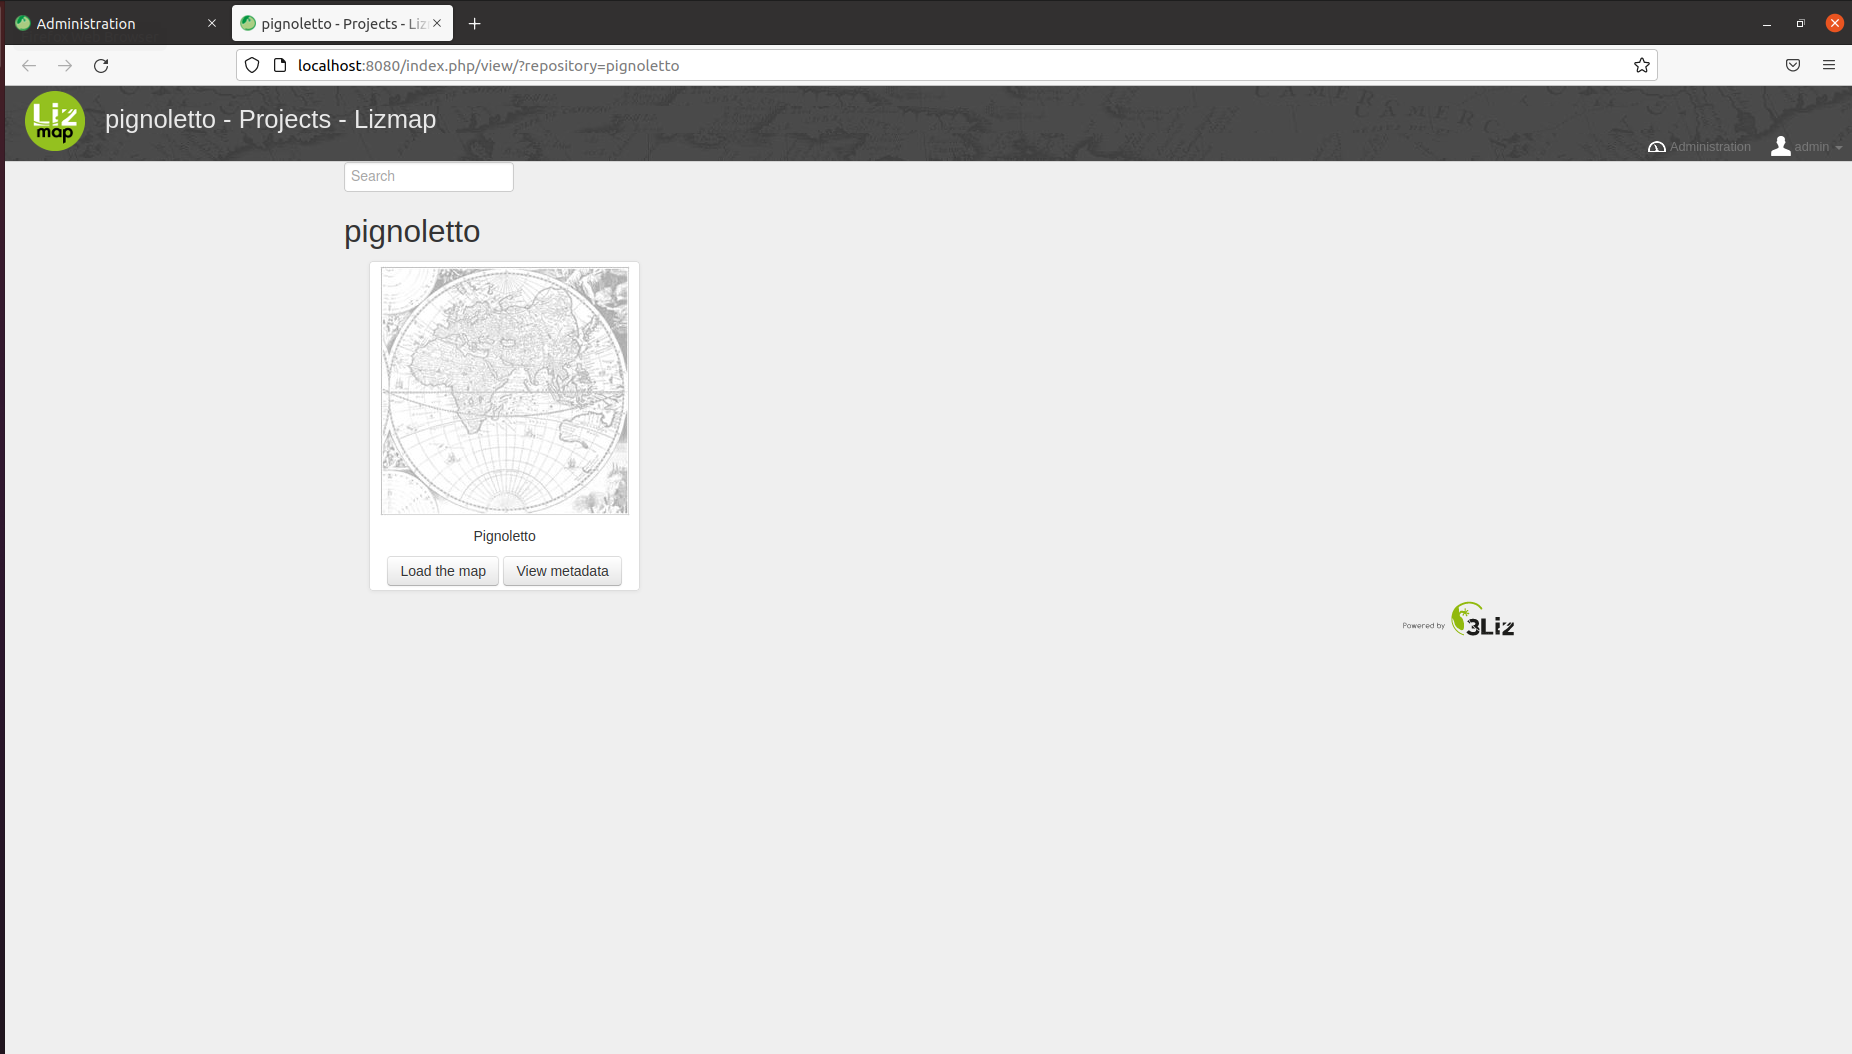 Administration
pignoletto - Projects - Liz
localhost:8080/index.php/view/?repository=pignoletto
Liz
map
pignoletto - Projects - Lizmap
CAMERC
Administration
admin
Search
pignoletto
Pignoletto
Load the map
View metadata
Powered by
3Liz